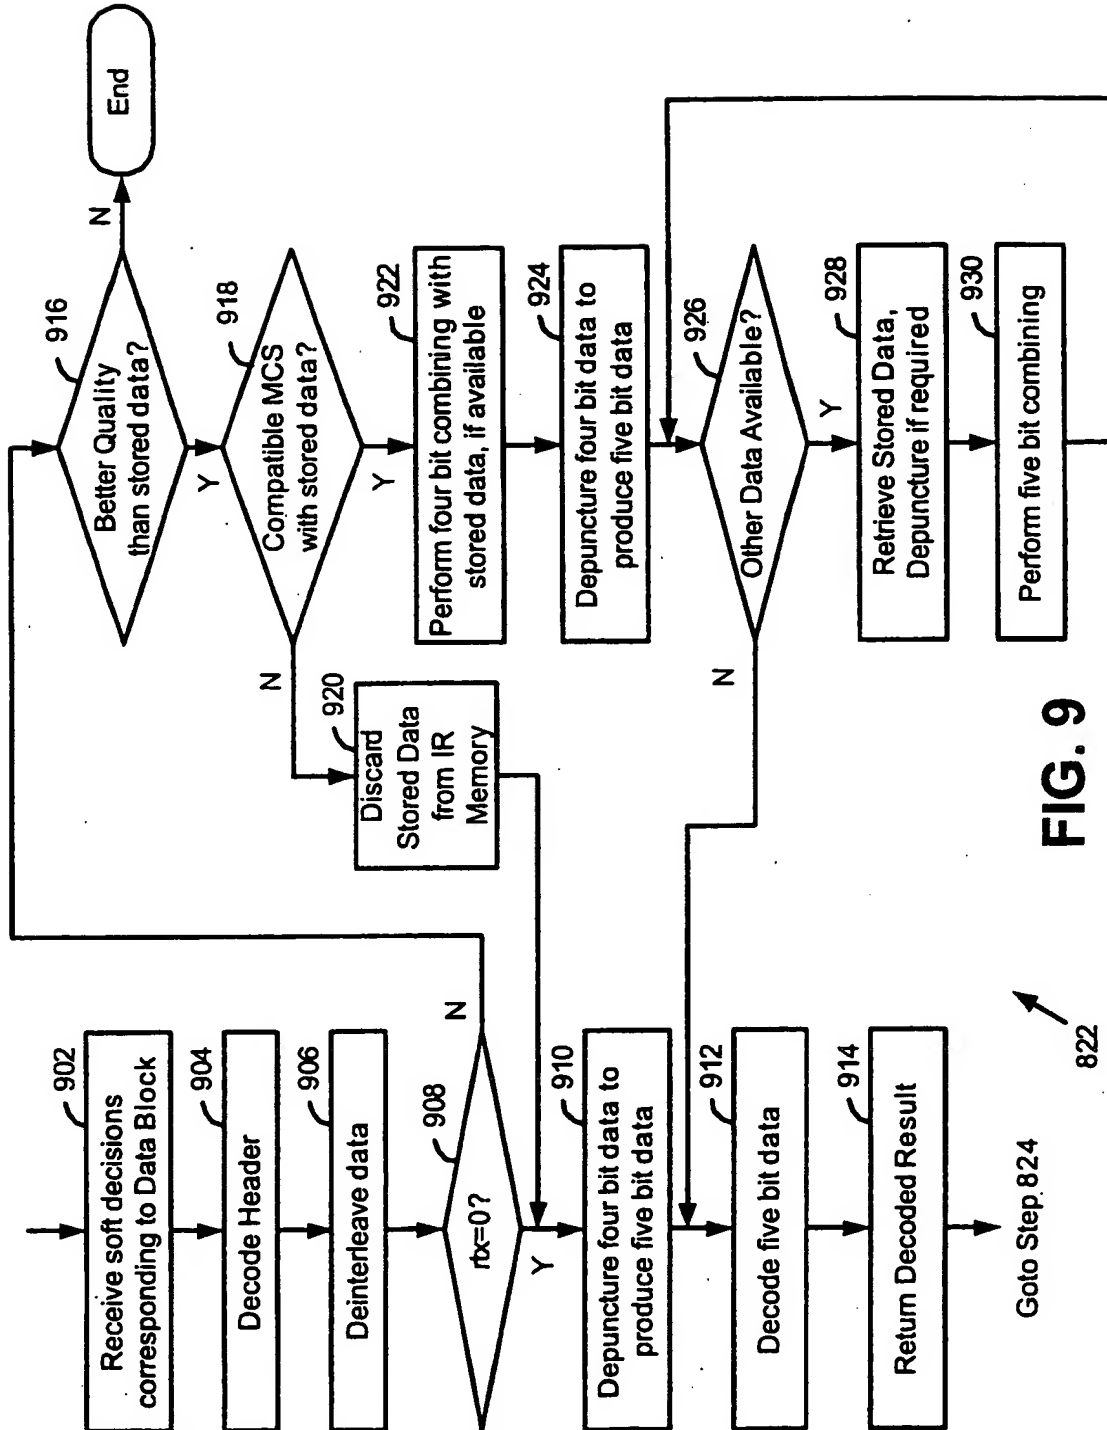 902
Receive soft decisions
corresponding to Data Block
904
Decode Header
906
Deinterleave data
908
rtx=0?
N
Y
910
Depuncture four bit data to
produce five bit data
912
Decode five bit data
914
Return Decoded Result
Goto Step 824
822
916
Better Quality
than stored data?
N
End
Y
918
Compatible MCS
with stored data?
N
920
Discard
Stored Data
from IR
Memory
Y
922
Perform four bit combining with
stored data, if available
924
Depuncture four bit data to
produce five bit data
926
Other Data Available?
N
Y
928
Retrieve Stored Data,
Depuncture if required
930
Perform five bit combining
FIG. 9